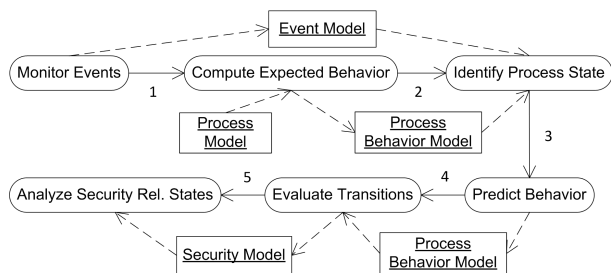 Event Model
Monitor Events
Compute Expected Behavior
Identify Process State
1
2
Process
Model
Process
Behavior Model
3
5
4
Analyze Security Rel. States
Evaluate Transitions
Predict Behavior
Security Model
Process
Behavior Model